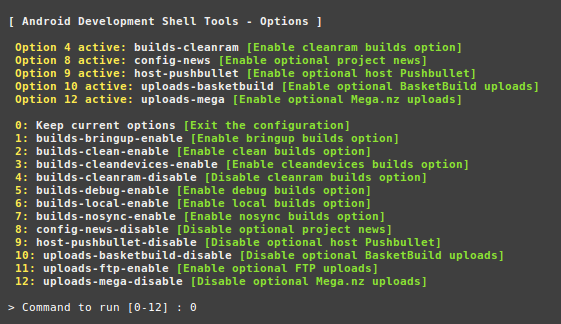 [ Android Development Shell Tools - Options ]
Option 4 active: builds-cleanram [Enable cleanram builds option]
Option 8 active: config-news [Enable optional project news]
Option 9 active: host-pushbullet [Enable optional host Pushbullet]
Option 10 active: uploads-basketbuild [Enable optional BasketBuild uploads]
Option 12 active: uploads-mega [Enable optional Mega.nz uploads]
0: Keep current options [Exit the configuration]
1: builds-bringup-enable [Enable bringup builds option]
2: builds-clean-enable [Enable clean builds option]
3: builds-cleandevices-enable [Enable cleandevices builds option]
4: builds-cleanram-disable [Disable cleanram builds option]
5: builds-debug-enable [Enable debug builds option]
6: builds-local-enable [Enable local builds option]
7: builds-nosync-enable [Enable nosync builds option]
8: config-news-disable [Disable optional project news]
9: host-pushbullet-disable [Disable optional host Pushbullet]
10: uploads-basketbuild-disable [Disable optional BasketBuild uploads]
11: uploads-ftp-enable [Enable optional FTP uploads]
12: uploads-mega-disable [Disable optional Mega.nz uploads]
> Command to run [0-12] : 0